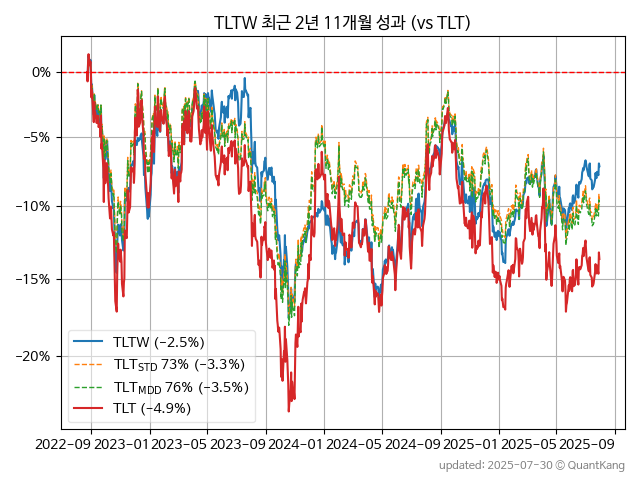 TLTW 최근 2년 11개월 성과 (vs TLT)
0%
−5%
−10%
−15%
−20%
TLTW (−2.5%)
TLTSTD 73% (−3.3%)
TLTMDD 76% (−3.5%)
TLT (−4.9%)
2022−09 2023−01 2023−05 2023−09 2024−01 2024−05 2024−09 2025−01 2025−05 2025−09
updated: 2025-07-30 © QuantKang